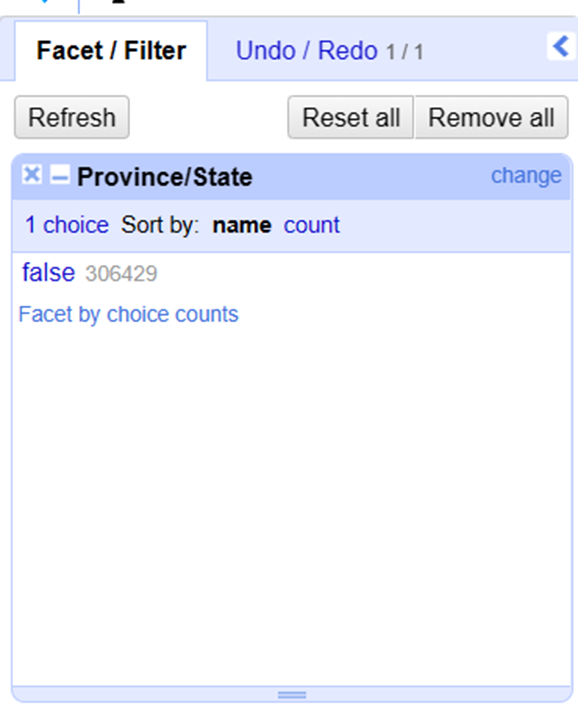 Facet / Filter Undo / Redo 1 / 1
Refresh Reset all Remove all
Province/State change
1 choice Sort by: name count
false 306429
Facet by choice counts